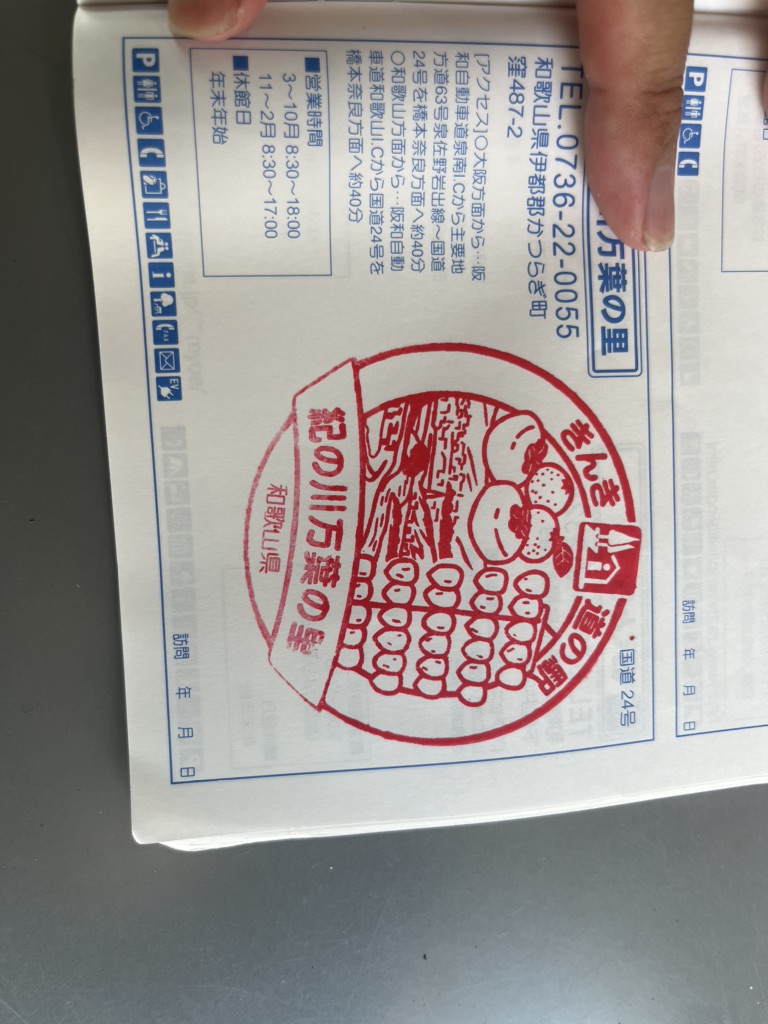 万葉の里
TEL.0736-22-0055
和歌山県伊都郡かつらぎ町
窪487-2
[アクセス]〇大阪方面から…阪
和自動車道泉南I.Cから主要地
方道63号泉佐野岩出線～国道
24号を橋本奈良方面へ約40分
〇和歌山方面から…阪和自動
車道和歌山I.Cから国道24号を
橋本奈良方面へ約40分
■営業時間
3～10月 8:30～18:00
11～2月 8:30～17:00
■休館日
年末年始
・国道 24号
きんき
道の駅
紀の川万葉の里
和歌山県
P
i
FAX
EV
訪問 年 月 日
P
訪問 年 月 日